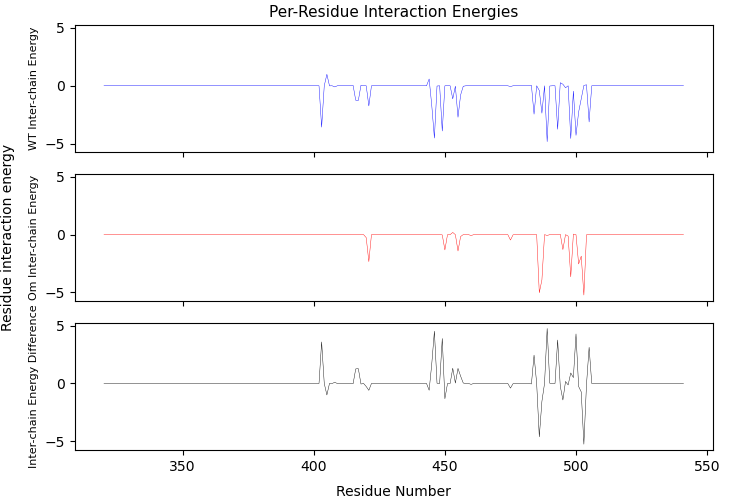 Per-Residue Interaction Energies
Residue interaction energy
WT Inter-chain Energy
5
0
−5
Om Inter-chain Energy
5
0
−5
Inter-chain Energy Difference
5
0
−5
350
400
450
500
550
Residue Number